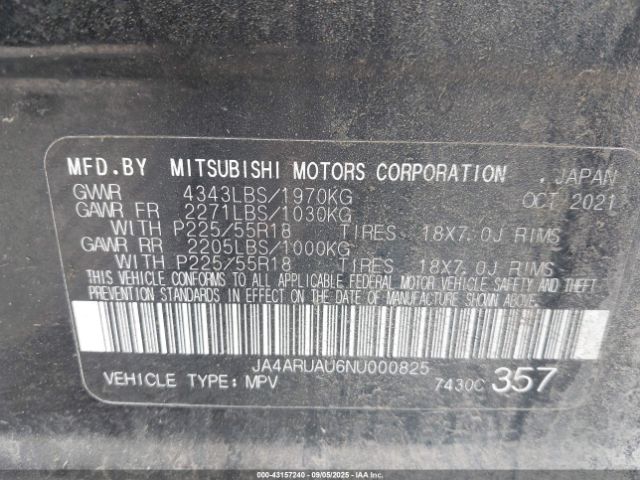 MFD.BY MITSUBISHI MOTORS CORPORATION . JAPAN
GVWR 4343LBS/1970KG OCT 2021
GAWR FR 2271LBS/1030KG
WITH P225/55R18 TIRES 18X7.0J RIMS
GAWR RR 2205LBS/1000KG
WITH P225/55R18 TIRES 18X7.0J RIMS
THIS VEHICLE CONFORMS TO ALL APPLICABLE FEDERAL MOTOR VEHICLE SAFETY AND THEFT
PREVENTION STANDARDS IN EFFECT ON THE DATE OF MANUFACTURE SHOWN ABOVE.
JA4ARUAU6NU000825
VEHICLE TYPE: MPV 7430C 357
000-43157240 - 09/05/2025 - IAAI.COM